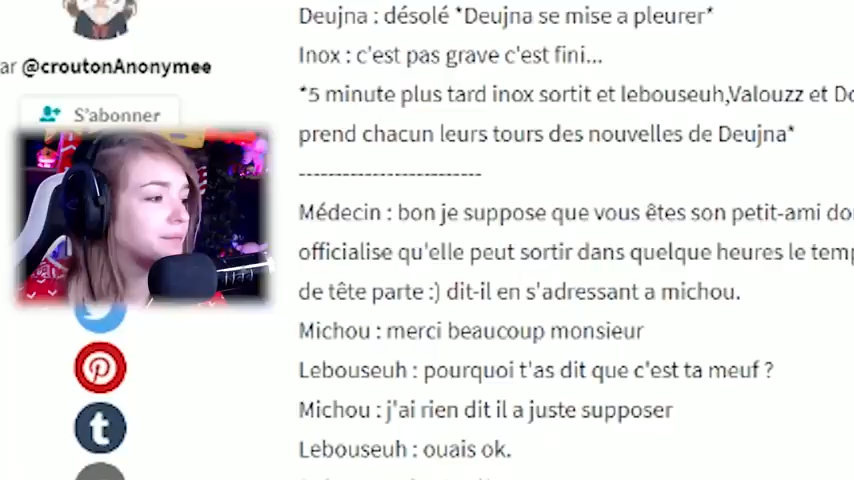 Deujna : désolé *Deujna se mise a pleurer*
Inox : c'est pas grave c'est fini...
ar @croutonAnonymee
*5 minute plus tard inox sortit et lebouseuh,Valouzz et Do
S'abonner
prend chacun leurs tours des nouvelles de Deujna*
-------------------------
Médecin : bon je suppose que vous êtes son petit-ami don
officialise qu'elle peut sortir dans quelque heures le temp
de tête parte :) dit-il en s'adressant a michou.
Michou : merci beaucoup monsieur
Lebouseuh : pourquoi t'as dit que c'est ta meuf ?
Michou : j'ai rien dit il a juste supposer
Lebouseuh : ouais ok.